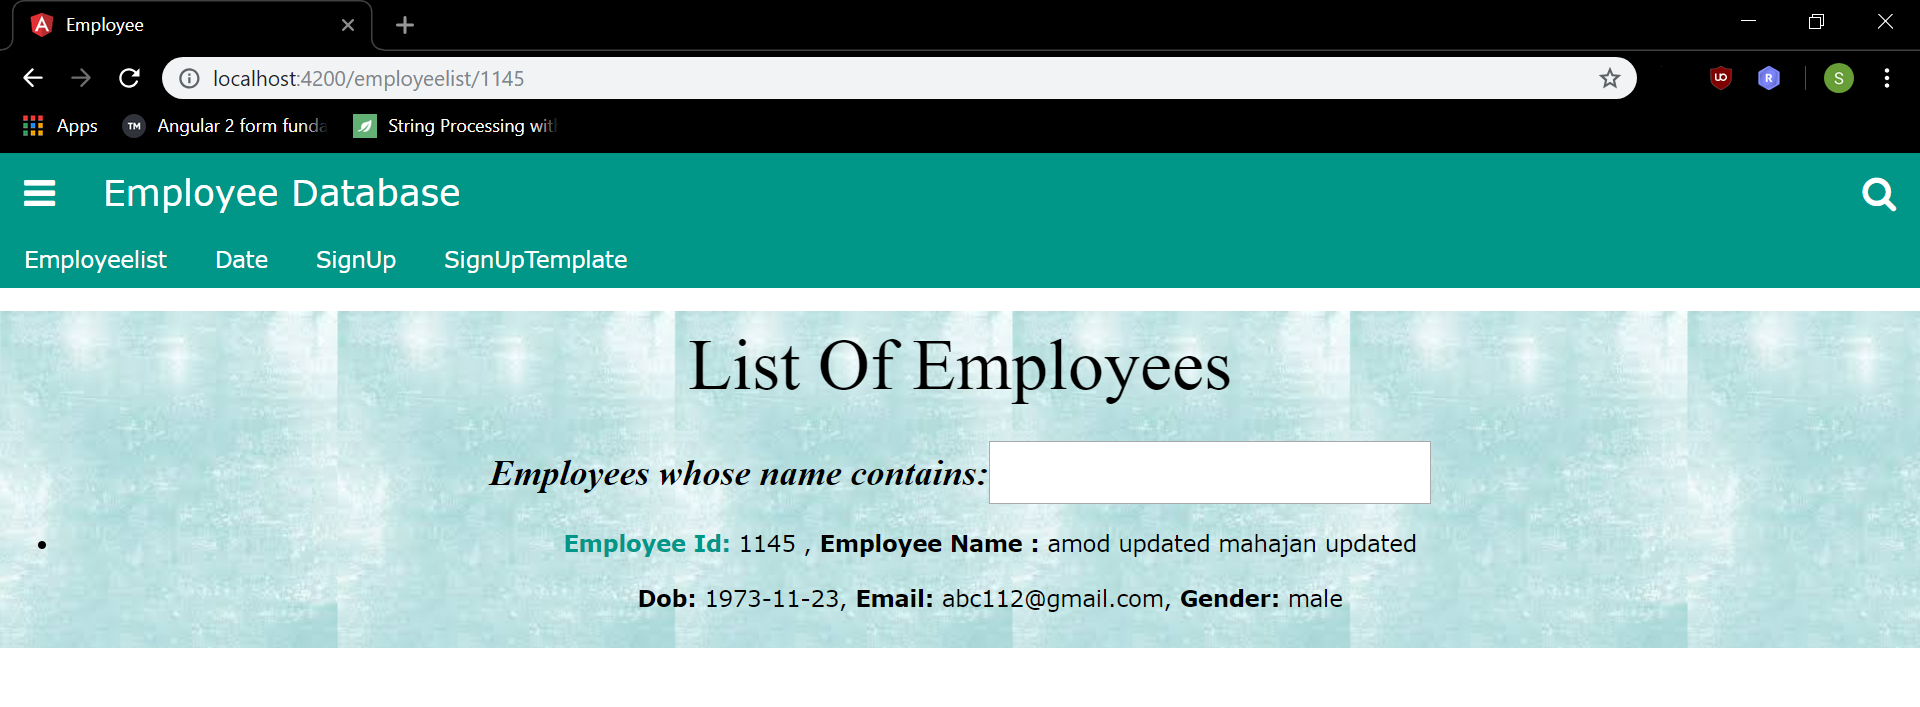 Employee
localhost:4200/employeelist/1145
S
Apps
TM Angular 2 form funda
String Processing wit
Employee Database
Employeelist Date SignUp SignUpTemplate
List Of Employees
Employees whose name contains:
• Employee Id: 1145 , Employee Name : amod updated mahajan updated
Dob: 1973-11-23, Email: abc112@gmail.com, Gender: male